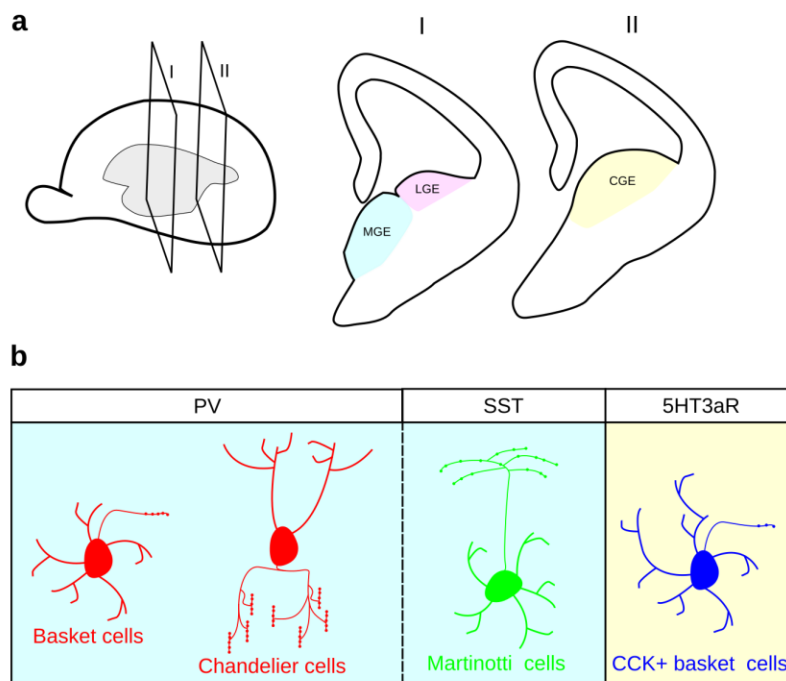 a
I
II
I
II
LGE
MGE
CGE
b
PV
SST
5HT3aR
Basket cells
Chandelier cells
Martinotti cells
CCK+ basket cells